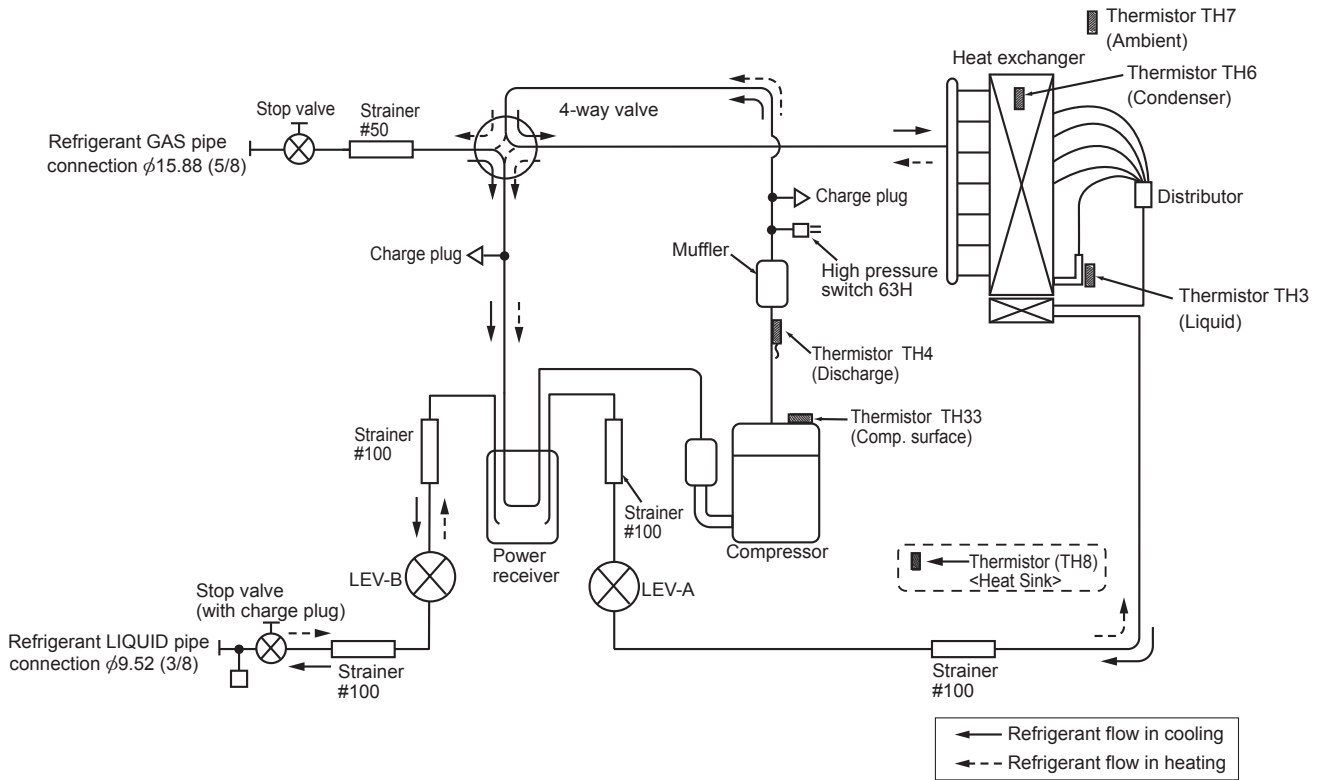 Thermistor TH7
(Ambient)
Heat exchanger
Thermistor TH6
(Condenser)
Stop valve
Strainer
#50
4-way valve
Refrigerant GAS pipe
connection ϕ15.88 (5/8)
Charge plug
Distributor
Charge plug
Muffler
High pressure
switch 63H
Thermistor TH3
(Liquid)
Thermistor TH4
(Discharge)
Thermistor TH33
(Comp. surface)
Strainer
#100
Strainer
#100
Power
receiver
Compressor
LEV-B
LEV-A
Thermistor (TH8)
<Heat Sink>
Stop valve
(with charge plug)
Refrigerant LIQUID pipe
connection ϕ9.52 (3/8)
Strainer
#100
Strainer
#100
Refrigerant flow in cooling
Refrigerant flow in heating